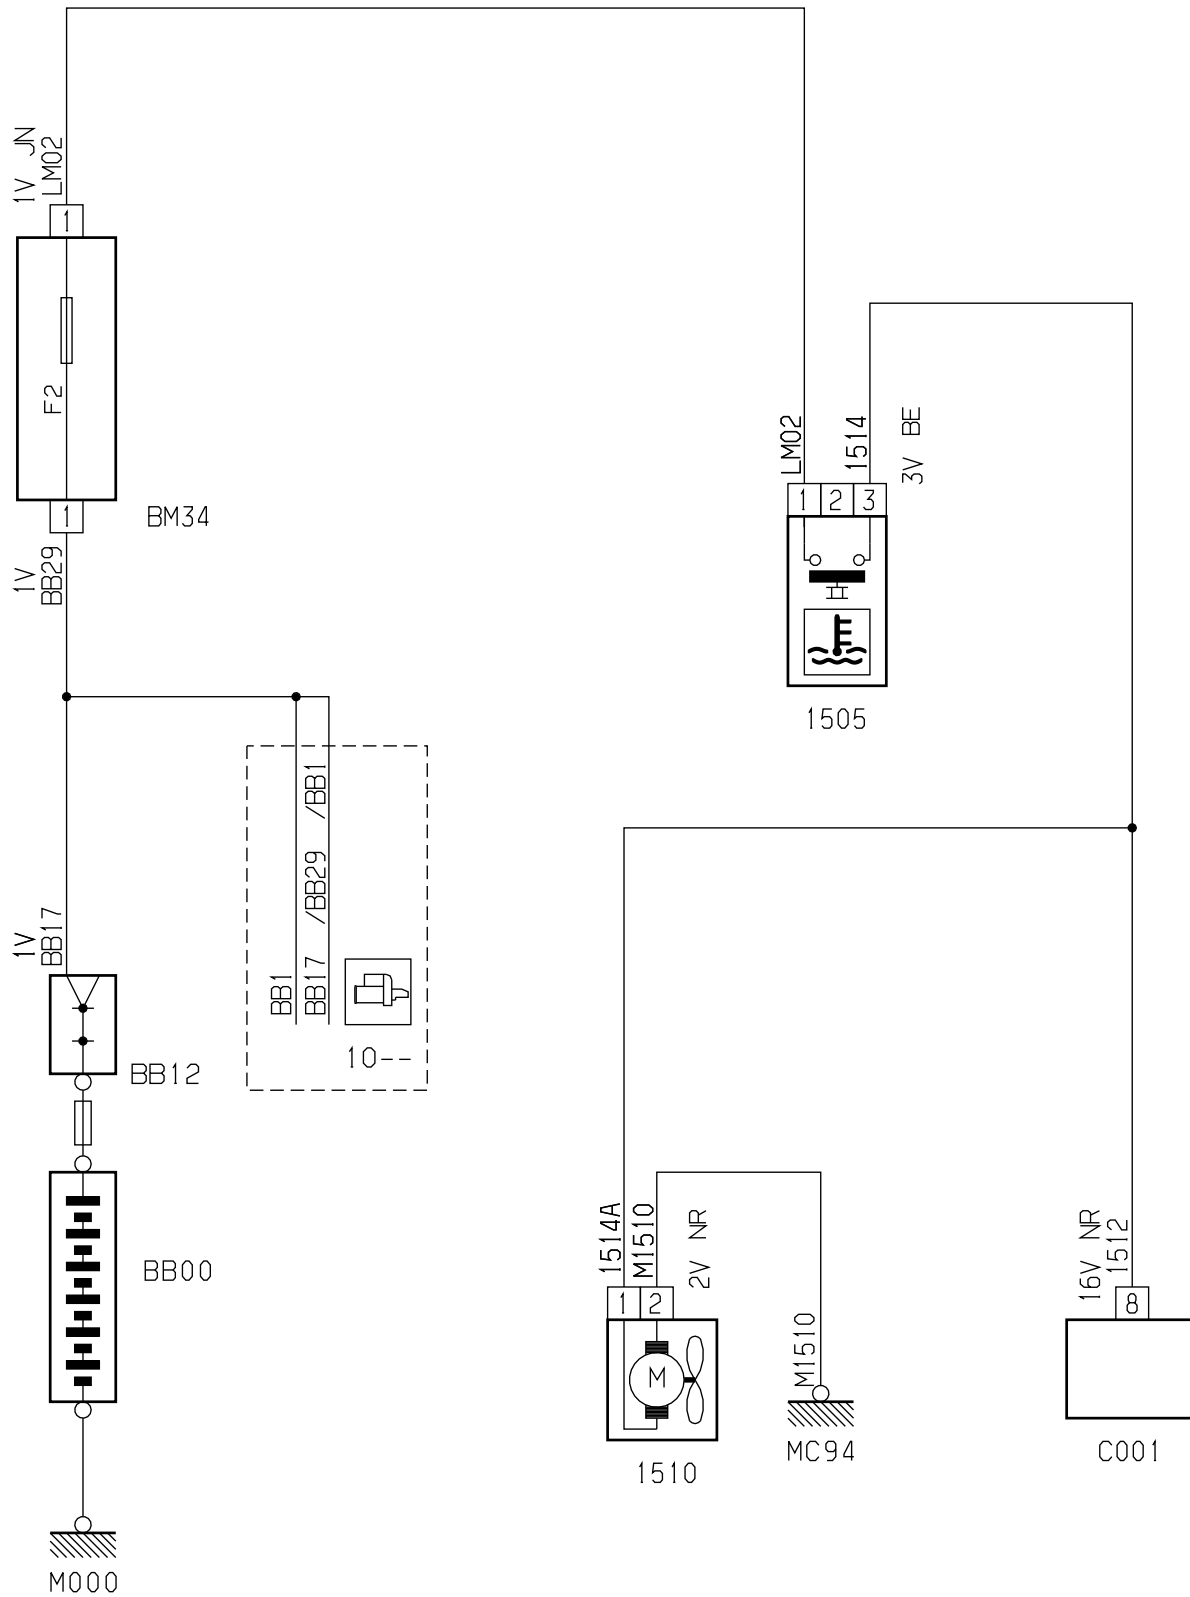 1V JN
LM02
1
F2
1
BM34
1V
BB29
LM02
1514
3V BE
1 2 3
1505
/BB1
/BB29
BB17
BB1
10--
1V
BB17
BB12
BB00
M000
1514A
M1510
2V NR
1 2
M
1510
M1510
MC94
16V NR
1512
8
C001